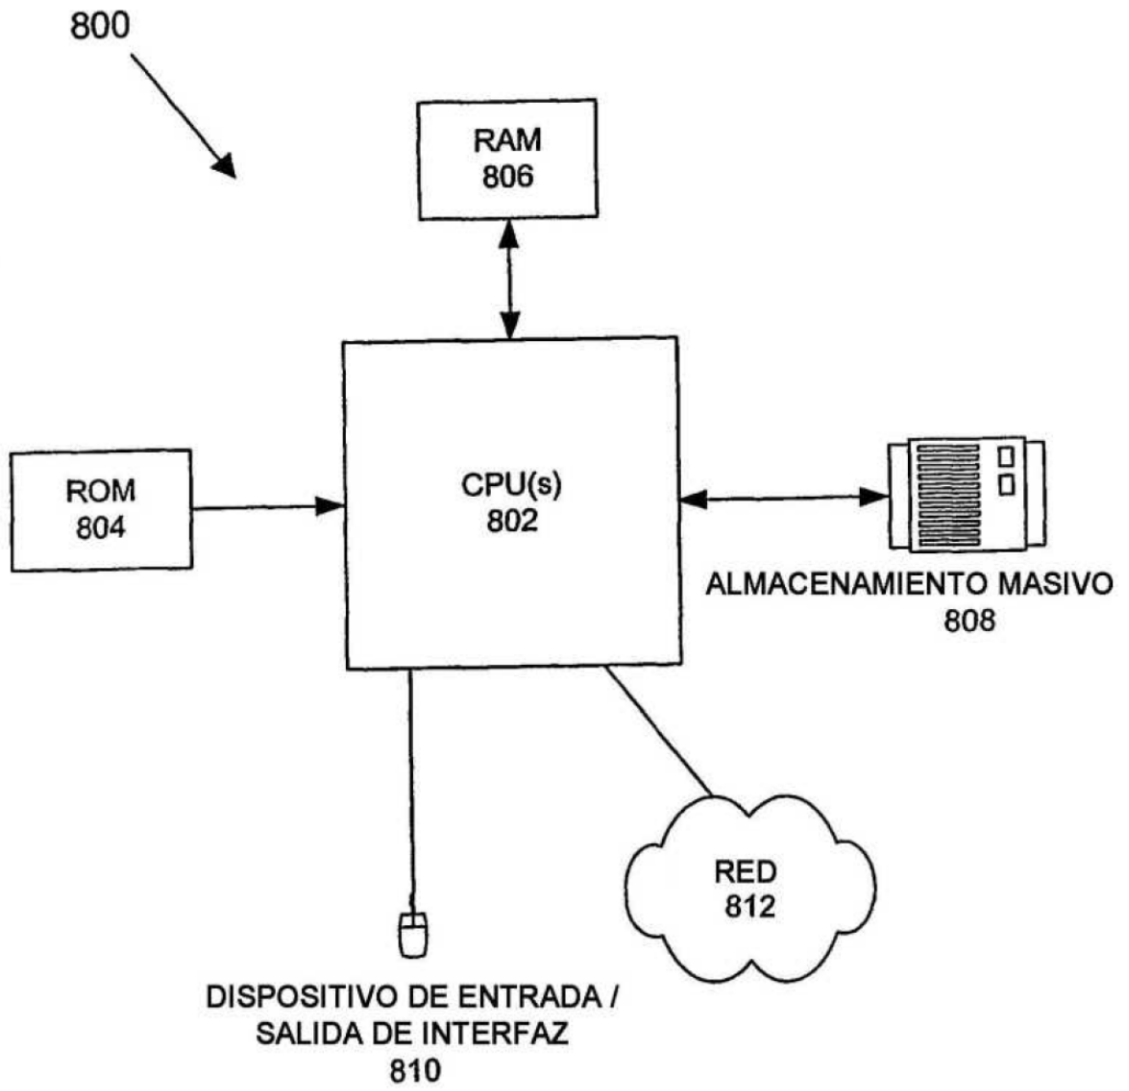 800
RAM
806
ROM
804
CPU(s)
802
ALMACENAMIENTO MASIVO
808
RED
812
DISPOSITIVO DE ENTRADA /
SALIDA DE INTERFAZ
810